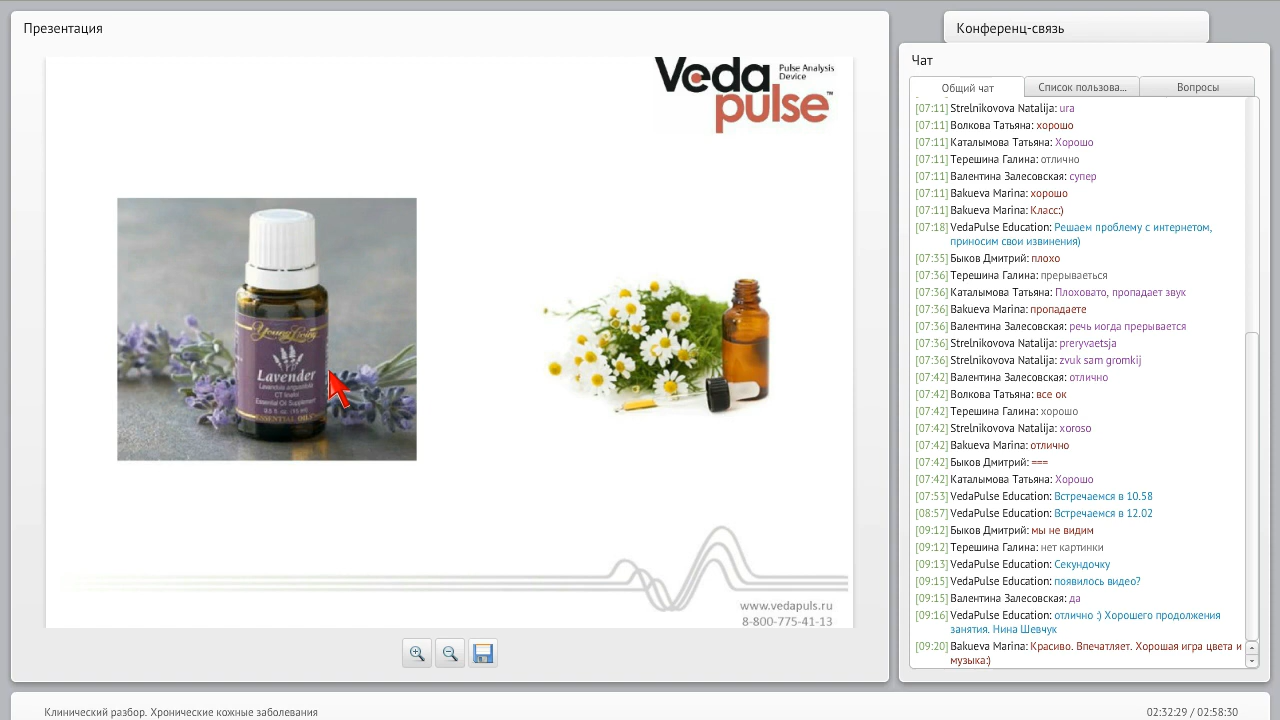 Презентация
Veda
Pulse Analysis
Device
pulse™
Young Living
Lavender
Lavandula angustifolia
Essential Oil Supplement
www.vedapuls.ru
8-800-775-41-13
Конференц-связь
Чат
Общий чат
Список пользова...
Вопросы
[07:11] Strelnikovova Natalija: ura
[07:11] Волкова Татьяна: хорошо
[07:11] Каталымова Татьяна: Хорошо
[07:11] Терешина Галина: отлично
[07:11] Валентина Залесовская: супер
[07:11] Bakueva Marina: хорошо
[07:11] Bakueva Marina: Класс:)
[07:18] VedaPulse Education: Решаем проблему с интернетом,
приносим свои извинения)
[07:35] Быков Дмитрий: плохо
[07:36] Терешина Галина: прерываеться
[07:36] Каталымова Татьяна: Плоховато, пропадает звук
[07:36] Bakueva Marina: пропадаете
[07:36] Валентина Залесовская: речь иогда прерывается
[07:36] Strelnikovova Natalija: preryvaetsja
[07:36] Strelnikovova Natalija: zvuk sam gromkij
[07:42] Валентина Залесовская: отлично
[07:42] Волкова Татьяна: все ок
[07:42] Терешина Галина: хорошо
[07:42] Strelnikovova Natalija: xoroso
[07:42] Bakueva Marina: отлично
[07:42] Быков Дмитрий: ===
[07:42] Каталымова Татьяна: Хорошо
[07:53] VedaPulse Education: Встречаемся в 10.58
[08:57] VedaPulse Education: Встречаемся в 12.02
[09:12] Быков Дмитрий: мы не видим
[09:12] Терешина Галина: нет картинки
[09:13] VedaPulse Education: Секундочку
[09:15] VedaPulse Education: появилось видео?
[09:15] Валентина Залесовская: да
[09:16] VedaPulse Education: отлично :) Хорошего продолжения
занятия. Нина Шевчук
[09:20] Bakueva Marina: Красиво. Впечатляет. Хорошая игра цвета и
музыка:)
Клинический разбор. Хронические кожные заболевания
02:32:29 / 02:58:30